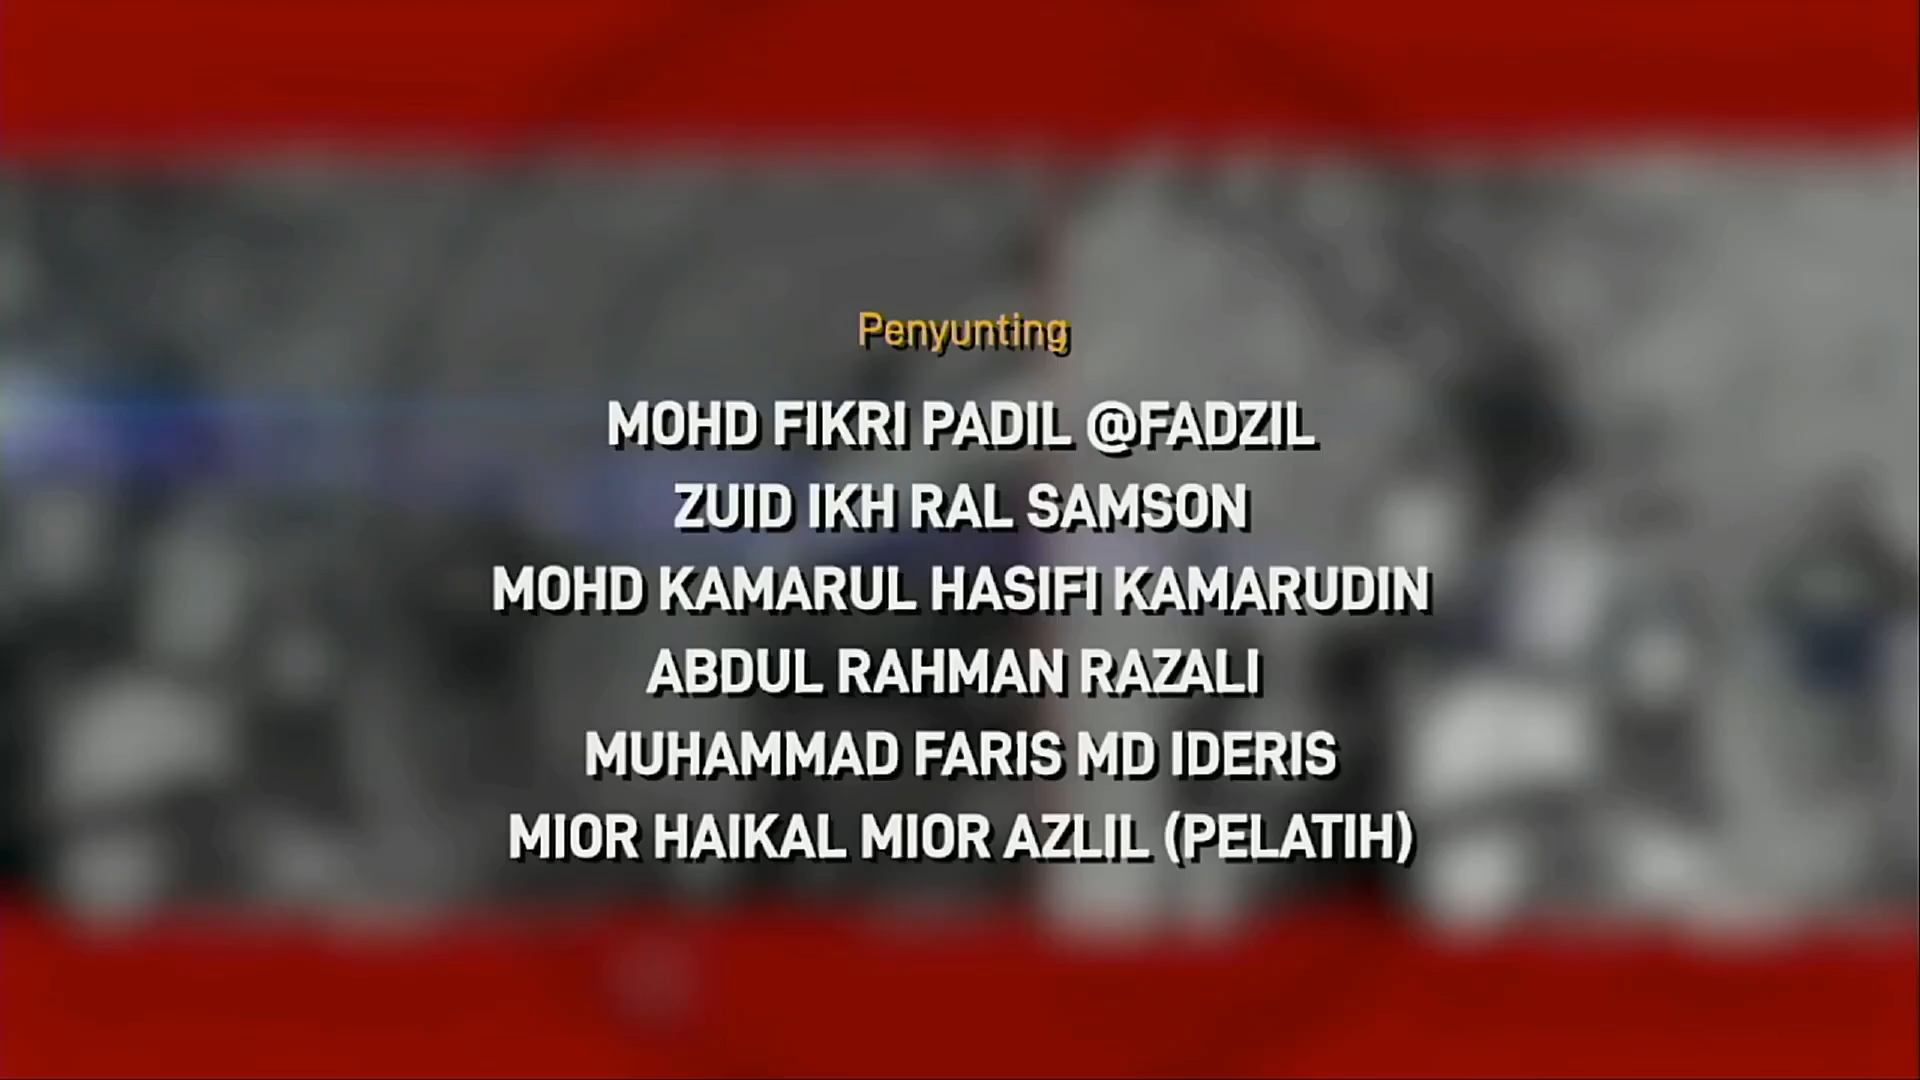 Penyunting
MOHD FIKRI PADIL @FADZIL
ZUID IKH RAL SAMSON
MOHD KAMARUL HASIFI KAMARUDIN
ABDUL RAHMAN RAZALI
MUHAMMAD FARIS MD IDERIS
MIOR HAIKAL MIOR AZLIL (PELATIH)